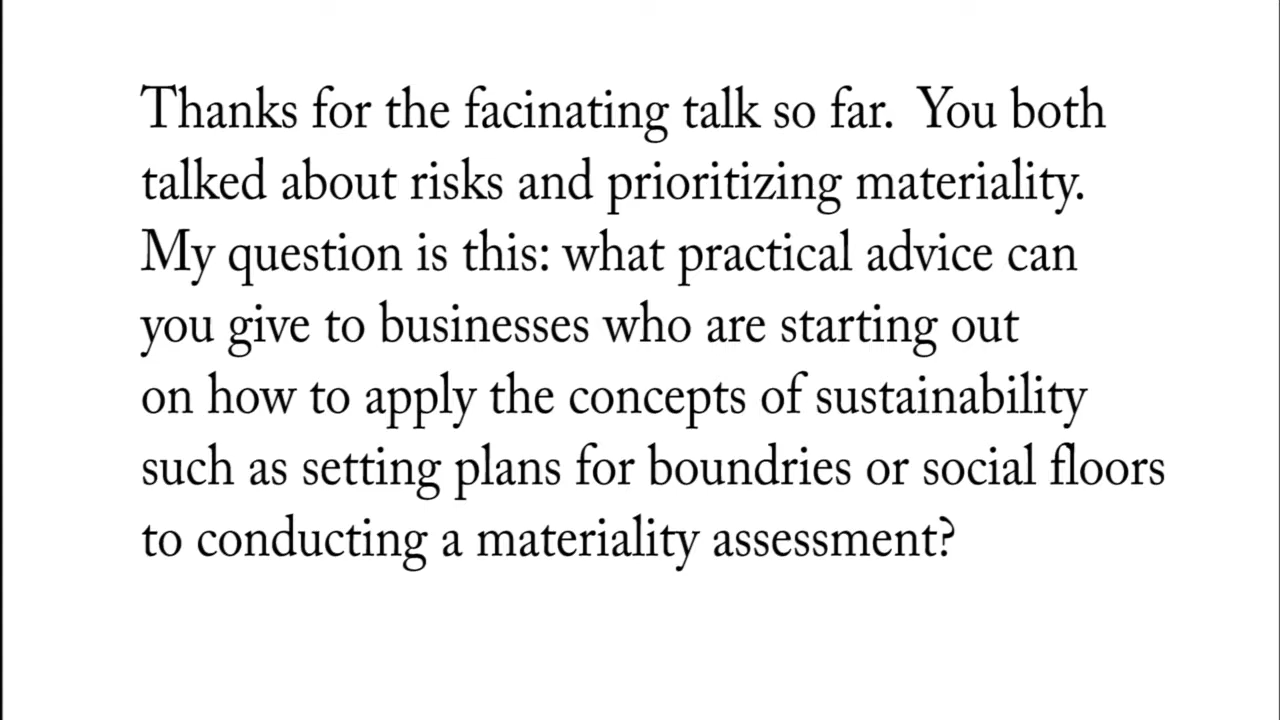 Thanks for the facinating talk so far.  You both
talked about risks and prioritizing materiality.
My question is this: what practical advice can
you give to businesses who are starting out
on how to apply the concepts of sustainability
such as setting plans for boundries or social floors
to conducting a materiality assessment?